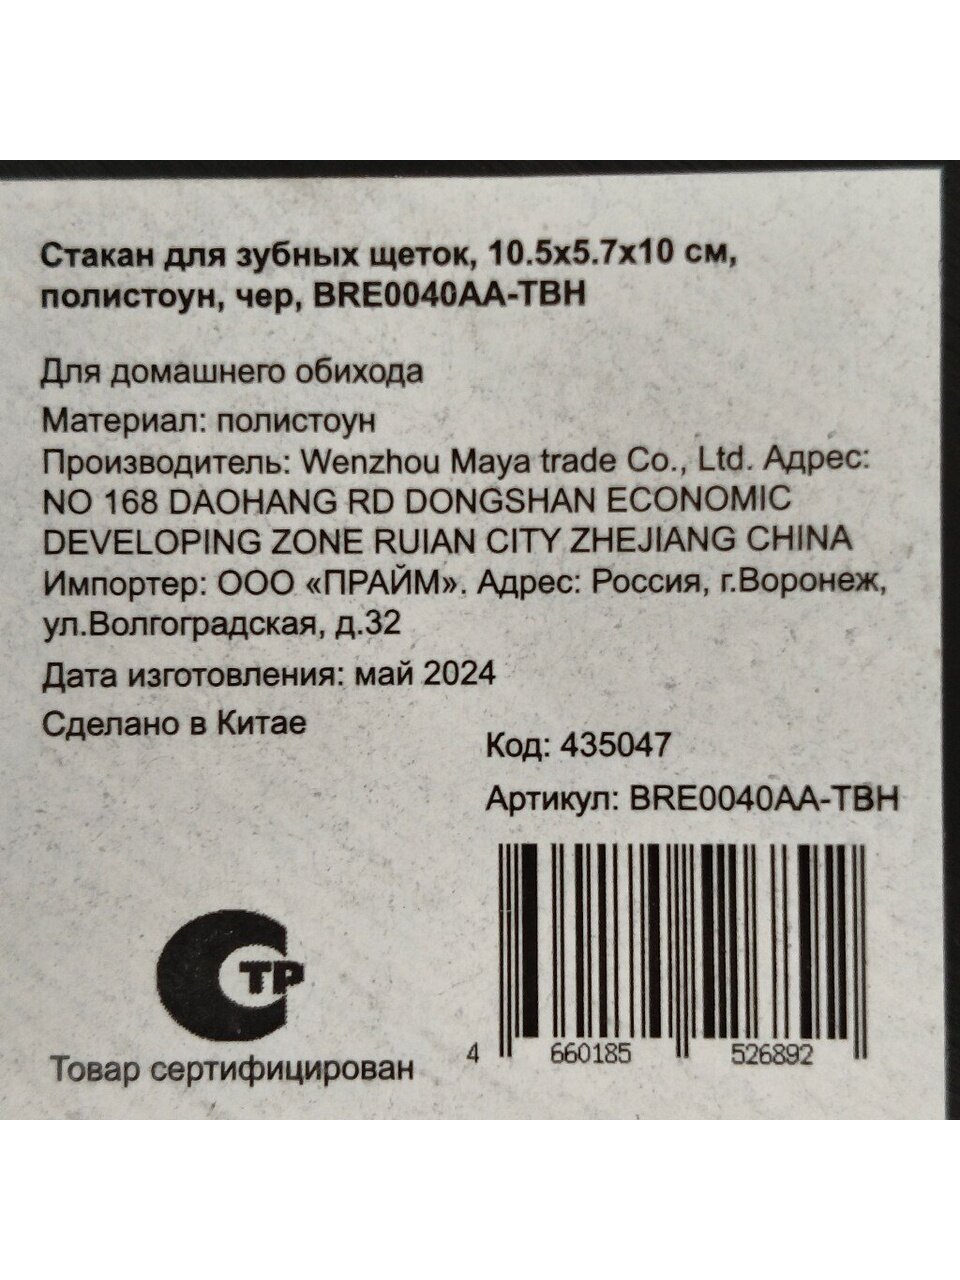 Стакан для зубных щеток, 10.5х5.7х10 см,
полистоун, чер, BRE0040AA-TBH
Для домашнего обихода
Материал: полистоун
Производитель: Wenzhou Maya trade Co., Ltd. Адрес:
NO 168 DAOHANG RD DONGSHAN ECONOMIC
DEVELOPING ZONE RUIAN CITY ZHEJIANG CHINA
Импортер: ООО «ПРАЙМ». Адрес: Россия, г.Воронеж,
ул.Волгоградская, д.32
Дата изготовления: май 2024
Сделано в Китае
Код: 435047
Артикул: BRE0040AA-TBH
СТР
Товар сертифицирован
4 660185 526892